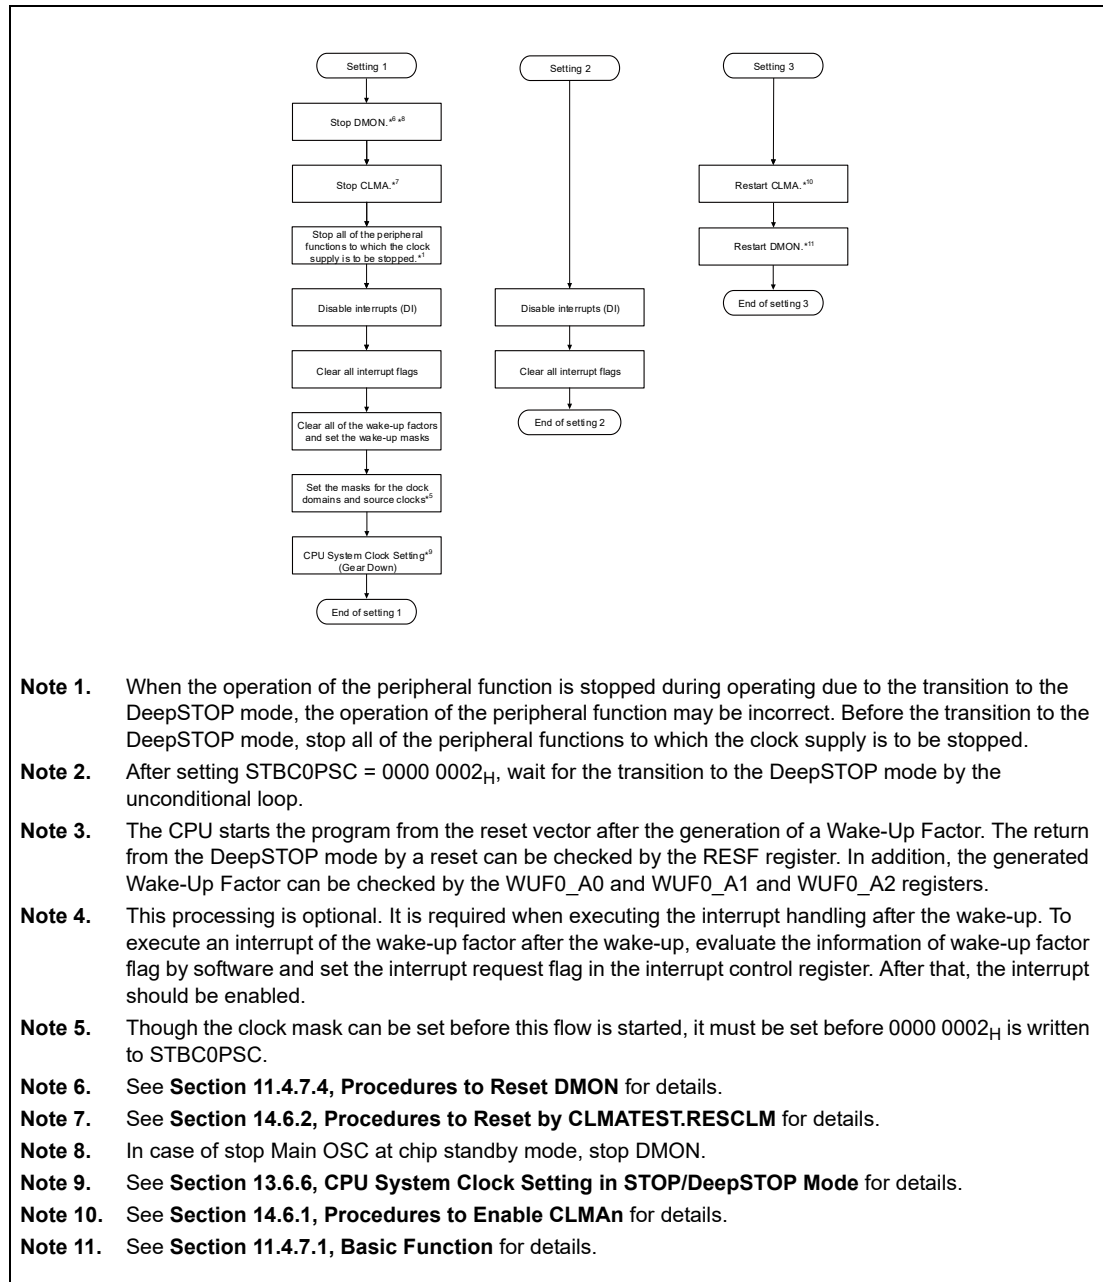 Setting 1
Stop DMON.*6 *8
Stop CLMA.*7
Stop all of the peripheral
functions to which the clock
supply is to be stopped.*1
Disable interrupts (DI)
Clear all interrupt flags
Clear all of the wake-up factors
and set the wake-up masks
Set the masks for the clock
domains and source clocks*5
CPU System Clock Setting*9
(Gear Down)
End of setting 1
Setting 2
Disable interrupts (DI)
Clear all interrupt flags
End of setting 2
Setting 3
Restart CLMA.*10
Restart DMON.*11
End of setting 3
Note 1. When the operation of the peripheral function is stopped during operating due to the transition to the
DeepSTOP mode, the operation of the peripheral function may be incorrect. Before the transition to the
DeepSTOP mode, stop all of the peripheral functions to which the clock supply is to be stopped.
Note 2. After setting STBC0PSC = 0000 0002H, wait for the transition to the DeepSTOP mode by the
unconditional loop.
Note 3. The CPU starts the program from the reset vector after the generation of a Wake-Up Factor. The return
from the DeepSTOP mode by a reset can be checked by the RESF register. In addition, the generated
Wake-Up Factor can be checked by the WUF0_A0 and WUF0_A1 and WUF0_A2 registers.
Note 4. This processing is optional. It is required when executing the interrupt handling after the wake-up. To
execute an interrupt of the wake-up factor after the wake-up, evaluate the information of wake-up factor
flag by software and set the interrupt request flag in the interrupt control register. After that, the interrupt
should be enabled.
Note 5. Though the clock mask can be set before this flow is started, it must be set before 0000 0002H is written
to STBC0PSC.
Note 6. See Section 11.4.7.4, Procedures to Reset DMON for details.
Note 7. See Section 14.6.2, Procedures to Reset by CLMATEST.RESCLM for details.
Note 8. In case of stop Main OSC at chip standby mode, stop DMON.
Note 9. See Section 13.6.6, CPU System Clock Setting in STOP/DeepSTOP Mode for details.
Note 10. See Section 14.6.1, Procedures to Enable CLMAn for details.
Note 11. See Section 11.4.7.1, Basic Function for details.